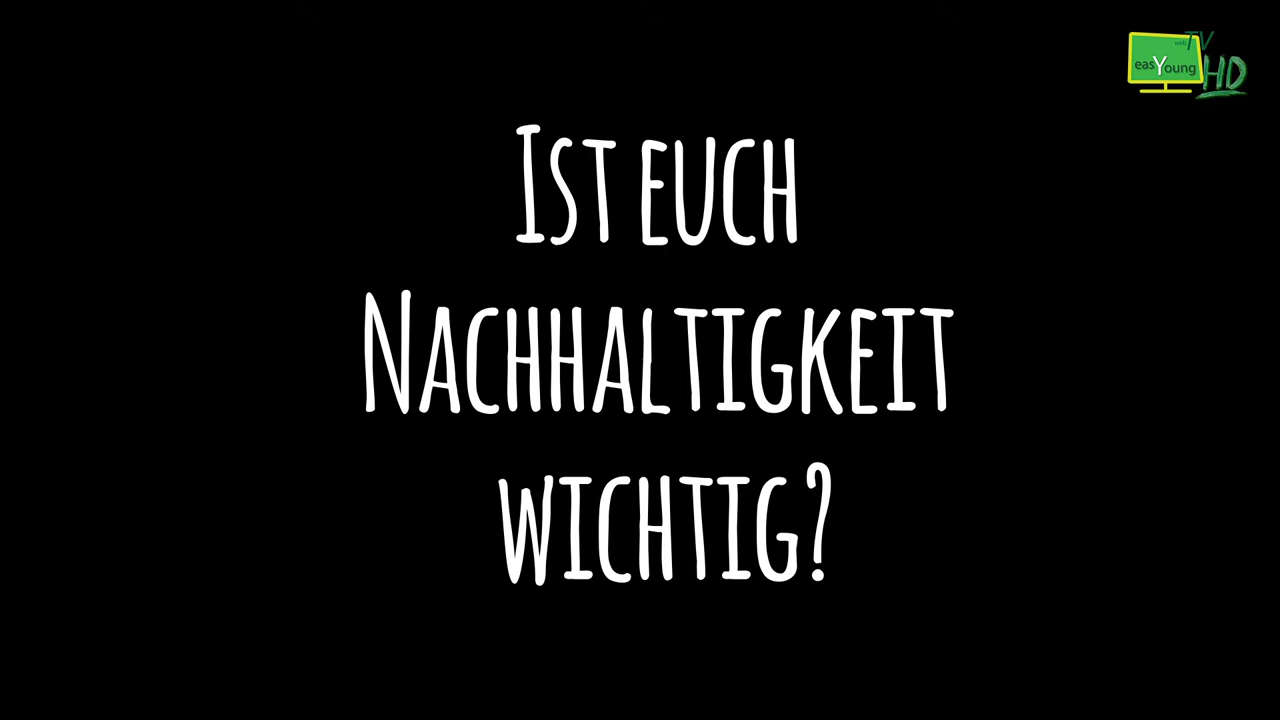 web TV
easYoung
HD
Ist euch
Nachhaltigkeit
wichtig?